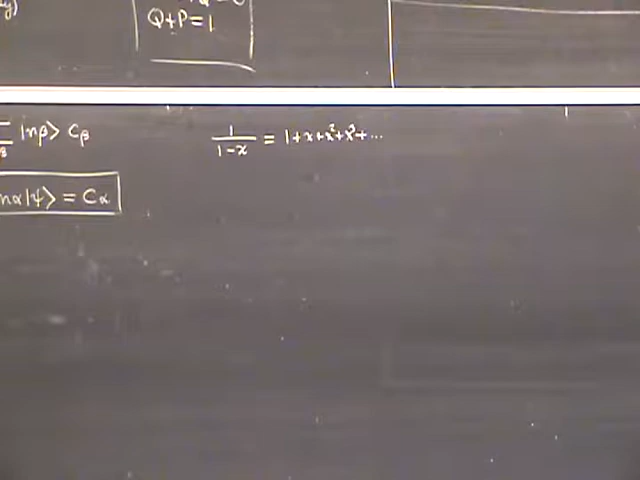 y)
Q+P=1
|nβ> Cβ
1/(1-x) = 1+x+x²+x³+...
nα|ψ> = Cα